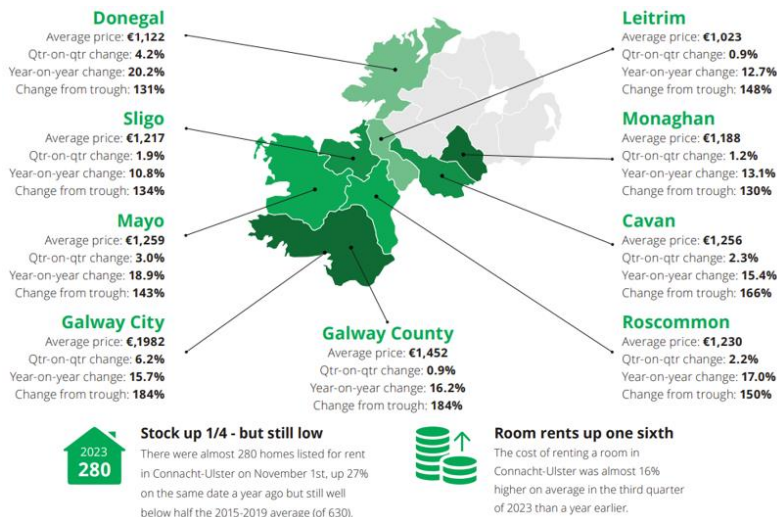 Donegal
Average price: €1,122
Qtr-on-qtr change: 4.2%
Year-on-year change: 20.2%
Change from trough: 131%
Leitrim
Average price: €1,023
Qtr-on-qtr change: 0.9%
Year-on-year change: 12.7%
Change from trough: 148%
Sligo
Average price: €1,217
Qtr-on-qtr change: 1.9%
Year-on-year change: 10.8%
Change from trough: 134%
Monaghan
Average price: €1,188
Qtr-on-qtr change: 1.2%
Year-on-year change: 13.1%
Change from trough: 130%
Mayo
Average price: €1,259
Qtr-on-qtr change: 3.0%
Year-on-year change: 18.9%
Change from trough: 143%
Cavan
Average price: €1,256
Qtr-on-qtr change: 2.3%
Year-on-year change: 15.4%
Change from trough: 166%
Galway City
Average price: €,1982
Qtr-on-qtr change: 6.2%
Year-on-year change: 15.7%
Change from trough: 184%
Galway County
Average price: €1,452
Qtr-on-qtr change: 0.9%
Year-on-year change: 16.2%
Change from trough: 184%
Roscommon
Average price: €1,230
Qtr-on-qtr change: 2.2%
Year-on-year change: 17.0%
Change from trough: 150%
2023
280
Stock up 1/4 - but still low
There were almost 280 homes listed for rent
in Connacht-Ulster on November 1st, up 27%
on the same date a year ago but still well
below half the 2015-2019 average (of 630).
Room rents up one sixth
The cost of renting a room in
Connacht-Ulster was almost 16%
higher on average in the third quarter
of 2023 than a year earlier.